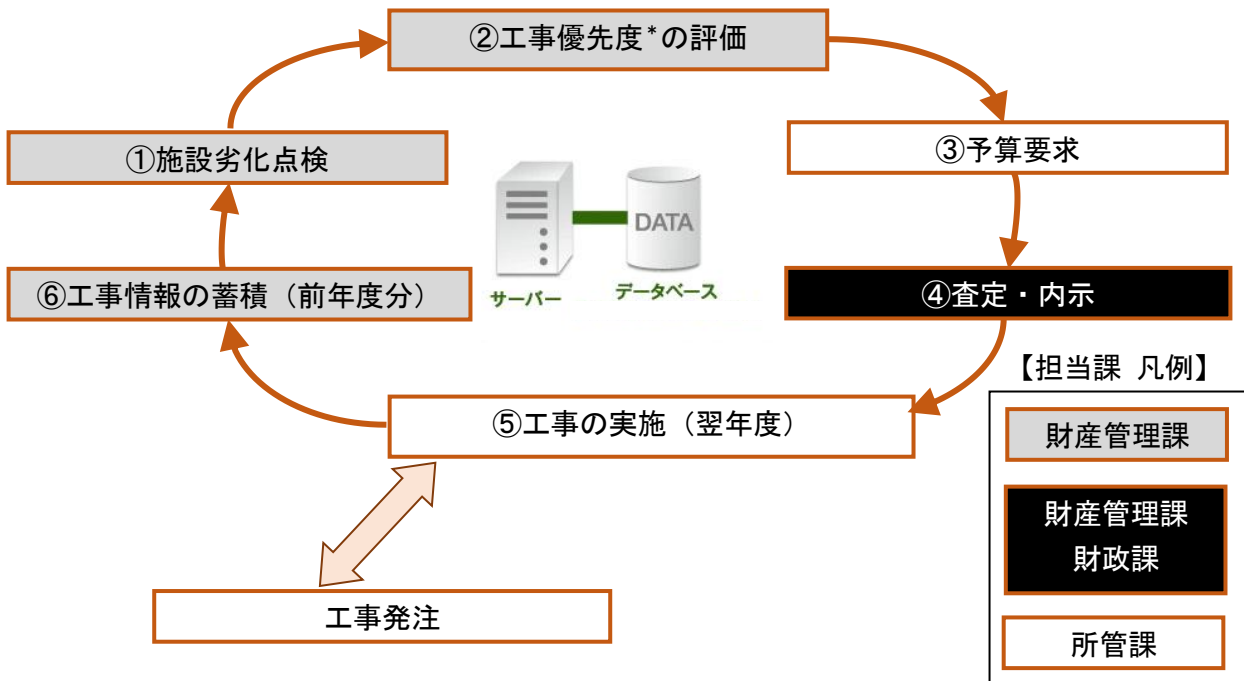 ②工事優先度*の評価
①施設劣化点検
③予算要求
DATA
サーバー
データベース
⑥工事情報の蓄積（前年度分）
④査定・内示
⑤工事の実施（翌年度）
工事発注
【担当課 凡例】
財産管理課
財産管理課
財政課
所管課